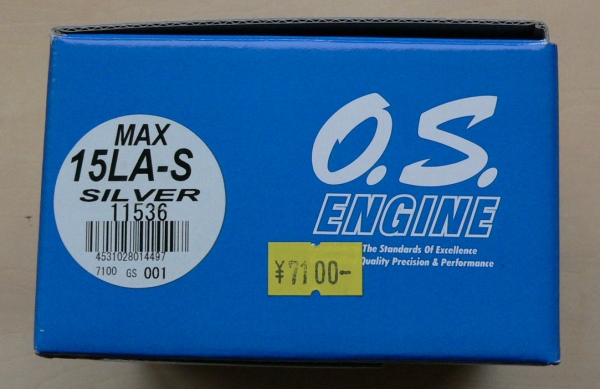 MAX
15LA-S
SILVER
11536
4531028014497
7100 GS 001
O.S.
ENGINE
The Standards Of Excellence
Quality Precision & Performance
¥7100-